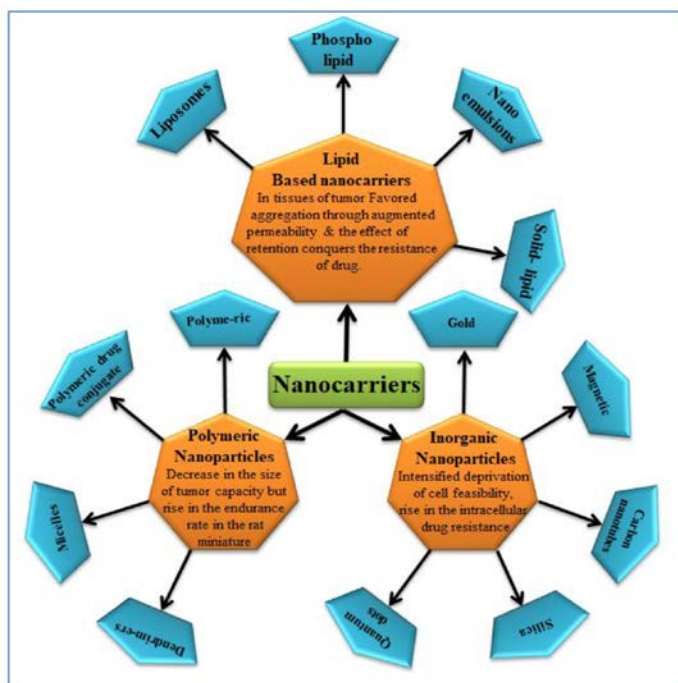 Phospho
lipid
Liposomes
Nano
emulsions
Lipid
Based nanocarriers
In tissues of tumor Favored
aggregation through augmented
permeability & the effect of
retention conquers the resistance
of drug.
Solid- lipid
Polyme-ric
Gold
Polymeric drug
conjugate
Nanocarriers
Magnetic
Polymeric
Nanoparticles
Decrease in the size
of tumor capacity but
rise in the endurance
rate in the rat
miniature
Inorganic
Nanoparticles
Intensified deprivation
of cell feasibility,
rise in the intracellular
drug resistance.
Micelles
Carbon
nanotubes
Dendrim-ers
Quantum
dots
Silica